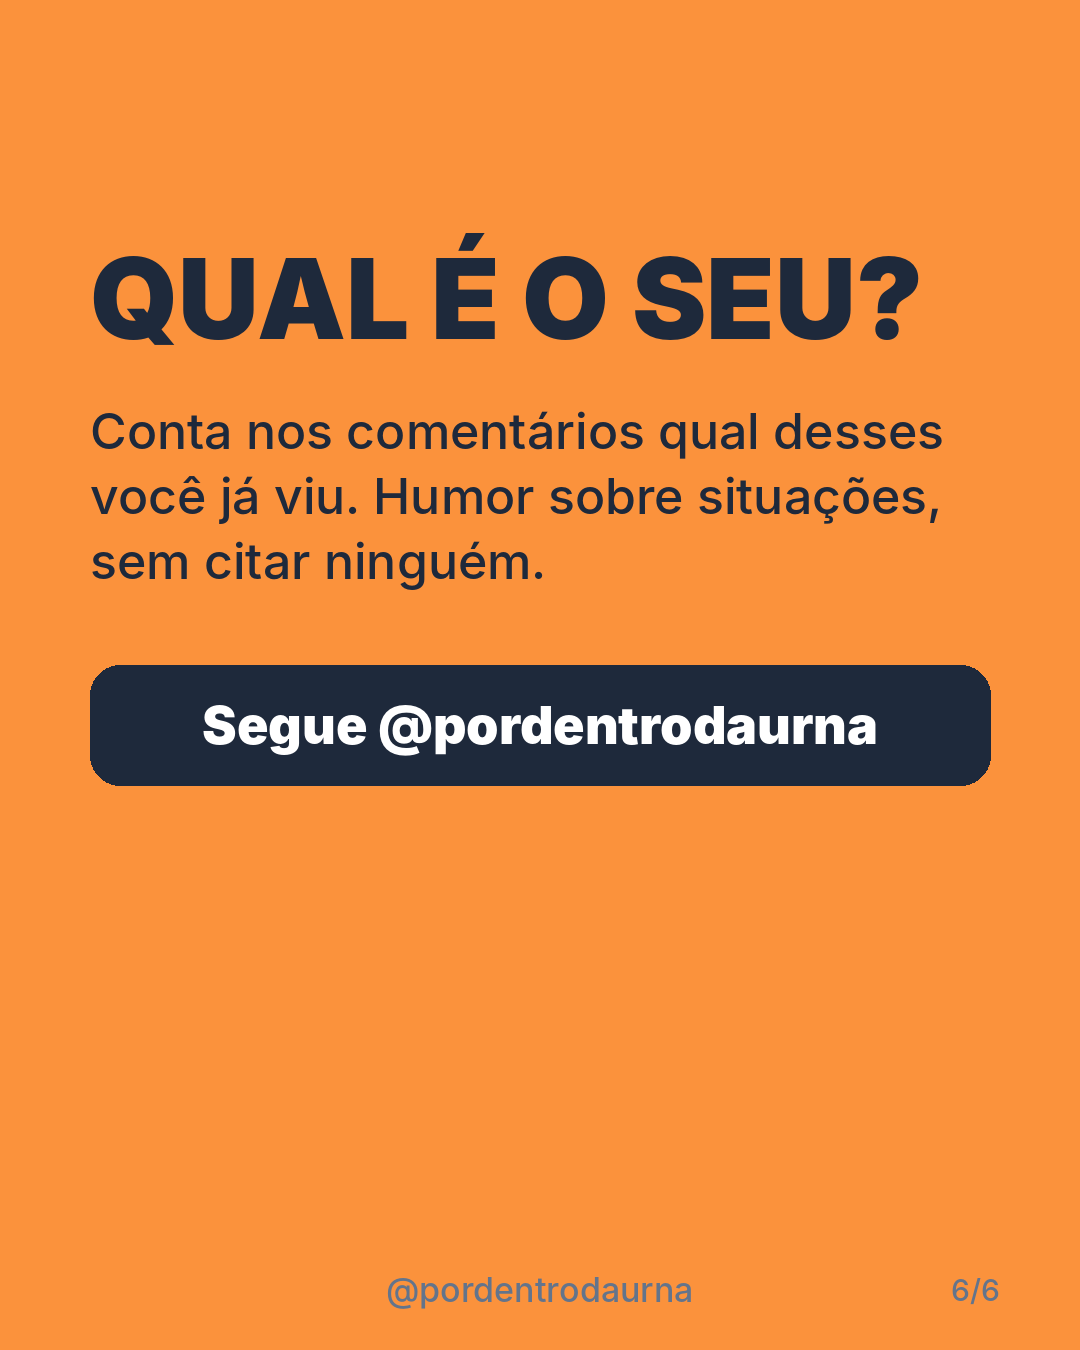 QUAL É O SEU?
Conta nos comentários qual desses
você já viu. Humor sobre situações,
sem citar ninguém.
Segue @pordentrodaurna
@pordentrodaurna
6/6